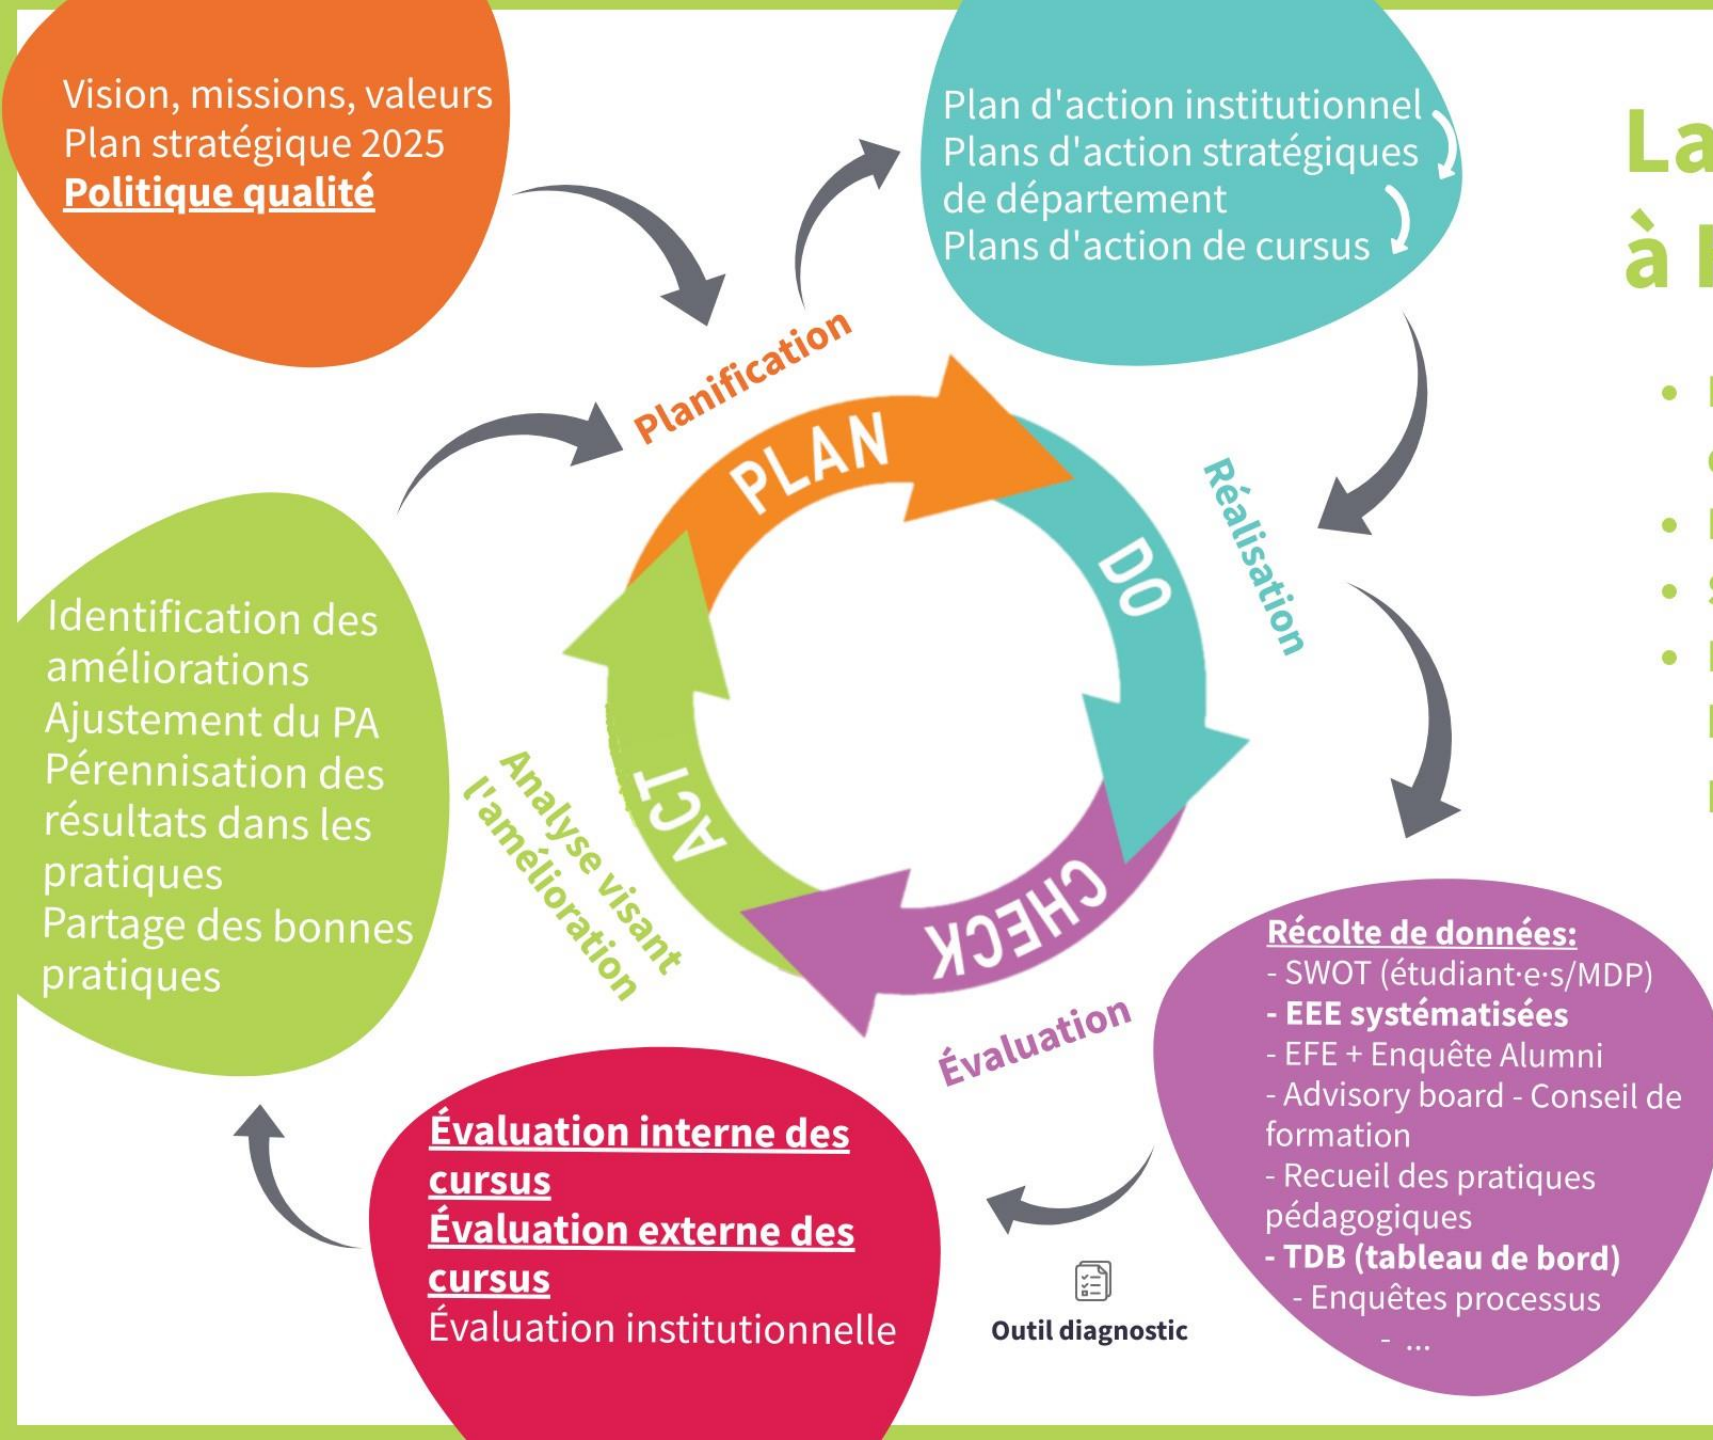 Vision, missions, valeurs
Plan stratégique 2025
Politique qualité
Plan d'action institutionnel
Plans d'action stratégiques
de département
Plans d'action de cursus
La
à
Planification
PLAN
DO
Réalisation
Identification des
améliorations
Ajustement du PA
Pérennisation des
résultats dans les
pratiques
Partage des bonnes
pratiques
Analyse visant
l'amélioration
ACT
CHECK
Évaluation
Récolte de données:
- SWOT (étudiant·e·s/MDP)
- EEE systématisées
- EFE + Enquête Alumni
- Advisory board - Conseil de
formation
- Recueil des pratiques
pédagogiques
- TDB (tableau de bord)
- Enquêtes processus
- ...
Évaluation interne des
cursus
Évaluation externe des
cursus
Évaluation institutionnelle
Outil diagnostic